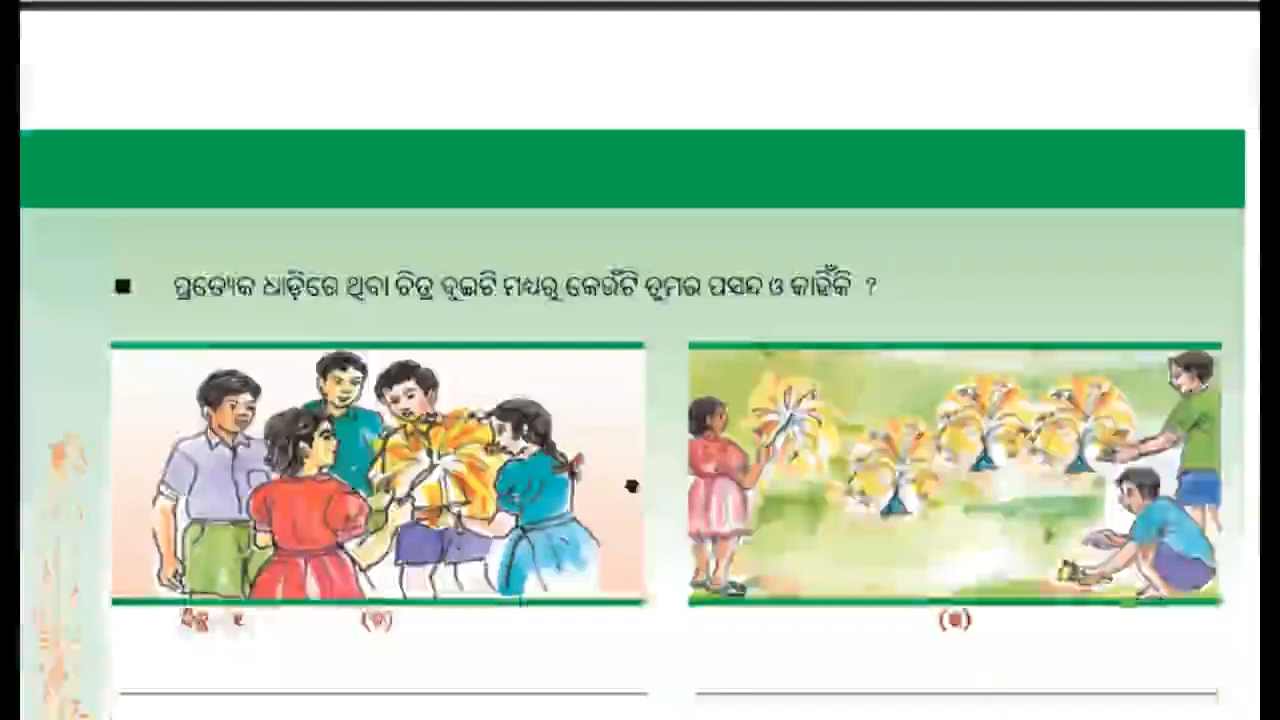 ■ ପ୍ରତ୍ୟେକ ଧାଡ଼ିରେ ଥିବା ଚିତ୍ର ଦୁଇଟି ମଧ୍ୟରୁ କେଉଁଟି ତୁମର ପସନ୍ଦ ଓ କାହିଁକି ?
(କ) (ଖ)